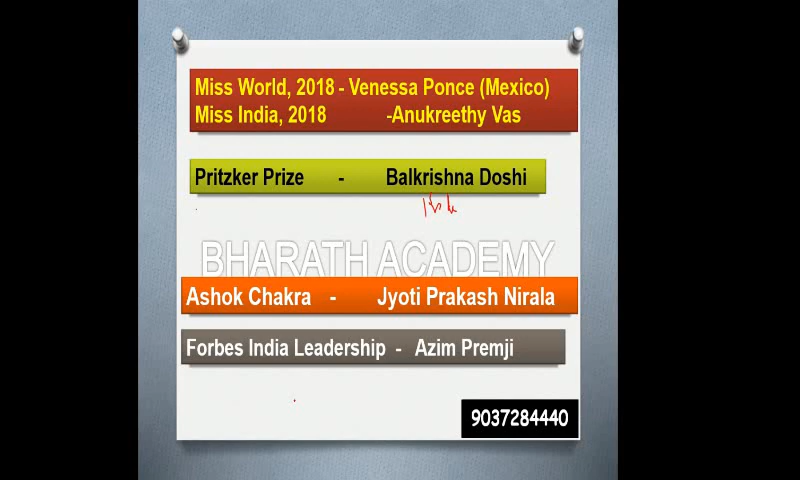 Miss World, 2018 - Venessa Ponce (Mexico)
Miss India, 2018 -Anukreethy Vas
Pritzker Prize - Balkrishna Doshi
BHARATH ACADEMY
Ashok Chakra - Jyoti Prakash Nirala
Forbes India Leadership - Azim Premji
9037284440